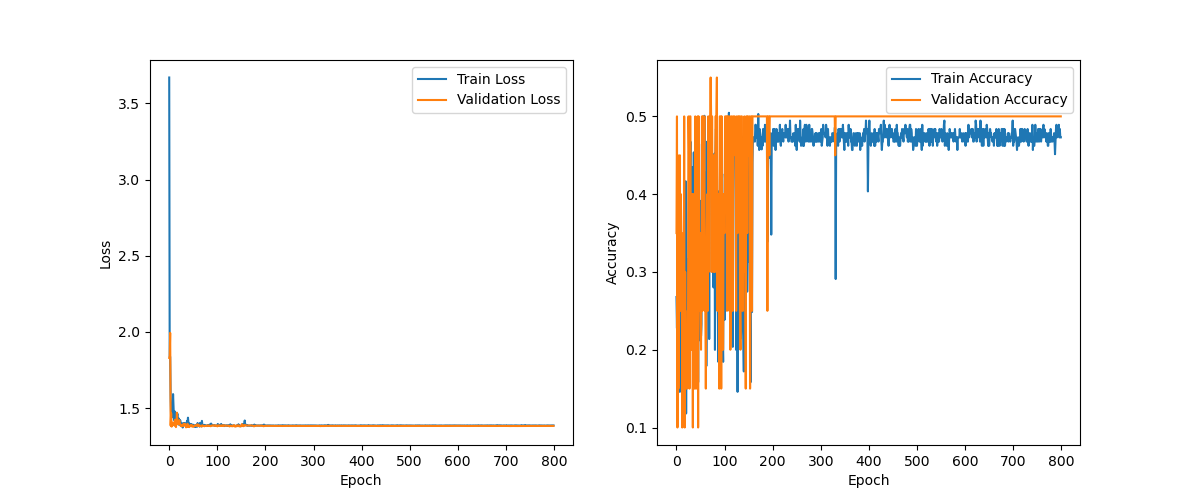 3.5
3.0
2.5
2.0
1.5
Loss
0 100 200 300 400 500 600 700 800
Epoch
Train Loss
Validation Loss
0.5
0.4
0.3
0.2
0.1
Accuracy
0 100 200 300 400 500 600 700 800
Epoch
Train Accuracy
Validation Accuracy